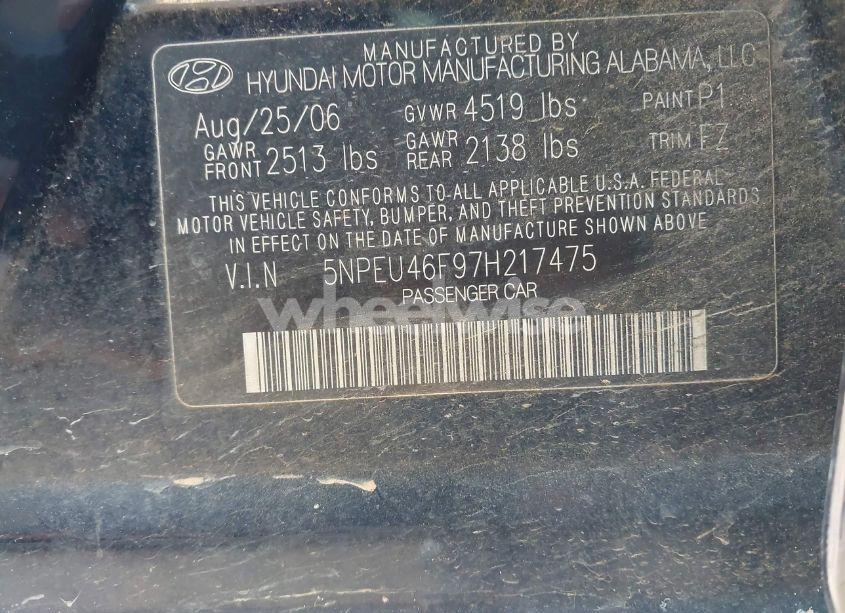 MANUFACTURED BY
HYUNDAI MOTOR MANUFACTURING ALABAMA, LLC
Aug/25/06 GVWR 4519 lbs PAINT P1
GAWR FRONT 2513 lbs GAWR REAR 2138 lbs TRIM FZ
THIS VEHICLE CONFORMS TO ALL APPLICABLE U.S.A. FEDERAL
MOTOR VEHICLE SAFETY, BUMPER, AND THEFT PREVENTION STANDARDS
IN EFFECT ON THE DATE OF MANUFACTURE SHOWN ABOVE
V.I.N 5NPEU46F97H217475
PASSENGER CAR
wheelwise